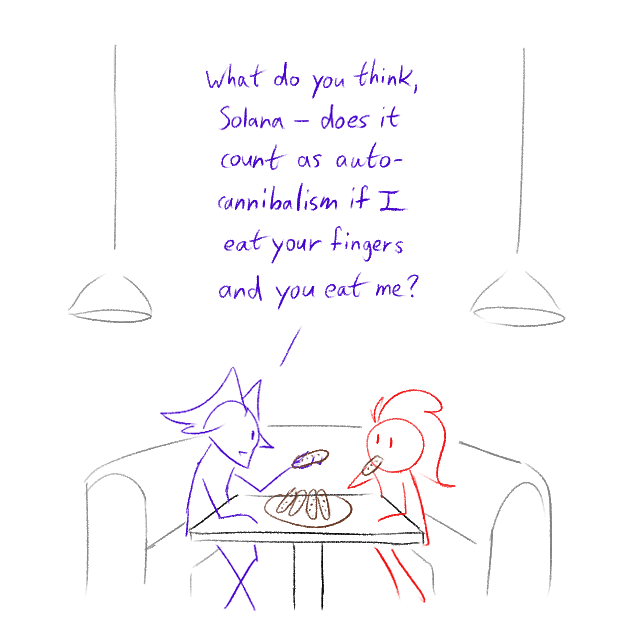 What do you think,
Solana – does it
count as auto-
cannibalism if I
eat your fingers
and you eat me?